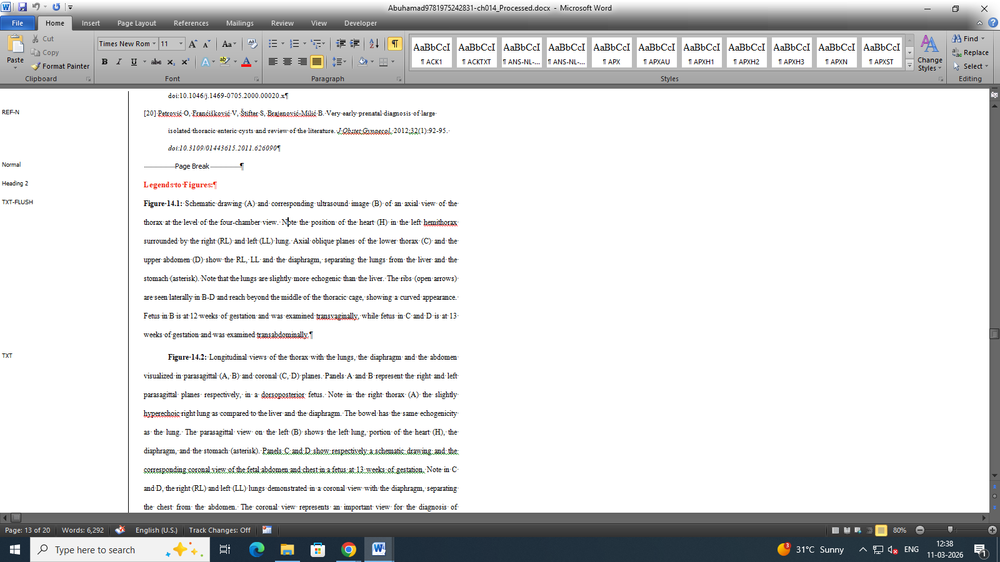 Abuhamad9781975242831-ch014_Processed.docx - Microsoft Word
File Home Insert Page Layout References Mailings Review View Developer
Paste
Cut
Copy
Format Painter
Clipboard
Times New Rom 11
Font
Paragraph
AaBbCcI AaBbCcI AaBbCcI AaBbCcI AaBbCcI AaBbCcI AaBbCcI AaBbCcI AaBbCcI AaBbCcI AaBbCcI
¶ ACK1 ¶ ACKTXT ¶ ANS-NL-... ¶ ANS-NL-... ¶ APX ¶ APXAU ¶ APXH1 ¶ APXH2 ¶ APXH3 ¶ APXN ¶ APXST
Styles
Change Styles
Find
Replace
Select
Editing
doi:10.1046/j.1469-0705.2000.00020.x¶
REF-N
[20] Petrović O, Frančišković V, Štifter S, Brajenović-Milić B. Very early prenatal diagnosis of large
isolated thoracic enteric cysts and review of the literature. J Obstet Gynaecol. 2012;32(1):92-95.
doi:10.3109/01443615.2011.626090¶
Normal
Page Break ¶
Heading 2
Legends to Figures:¶
TXT-FLUSH
Figure 14.1: Schematic drawing (A) and corresponding ultrasound image (B) of an axial view of the
thorax at the level of the four-chamber view. Note the position of the heart (H) in the left hemithorax
surrounded by the right (RL) and left (LL) lung. Axial oblique planes of the lower thorax (C) and the
upper abdomen (D) show the RL, LL and the diaphragm, separating the lungs from the liver and the
stomach (asterisk). Note that the lungs are slightly more echogenic than the liver. The ribs (open arrows)
are seen laterally in B-D and reach beyond the middle of the thoracic cage, showing a curved appearance.
Fetus in B is at 12 weeks of gestation and was examined transvaginally, while fetus in C and D is at 13
weeks of gestation and was examined transabdominally.¶
TXT
Figure 14.2: Longitudinal views of the thorax with the lungs, the diaphragm and the abdomen
visualized in parasagittal (A, B) and coronal (C, D) planes. Panels A and B represent the right and left
parasagittal planes respectively, in a dorsoposterior fetus. Note in the right thorax (A) the slightly
hyperechoic right lung as compared to the liver and the diaphragm. The bowel has the same echogenicity
as the lung. The parasagittal view on the left (B) shows the left lung, portion of the heart (H), the
diaphragm, and the stomach (asterisk). Panels C and D show respectively a schematic drawing and the
corresponding coronal view of the fetal abdomen and chest in a fetus at 13 weeks of gestation. Note in C
and D, the right (RL) and left (LL) lungs demonstrated in a coronal view with the diaphragm, separating
the chest from the abdomen. The coronal view represents an important view for the diagnosis of
Page: 13 of 20 Words: 6,292 English (U.S.) Track Changes: Off 80%
Type here to search
3 31°C Sunny ENG
12:38
11-03-2026
1